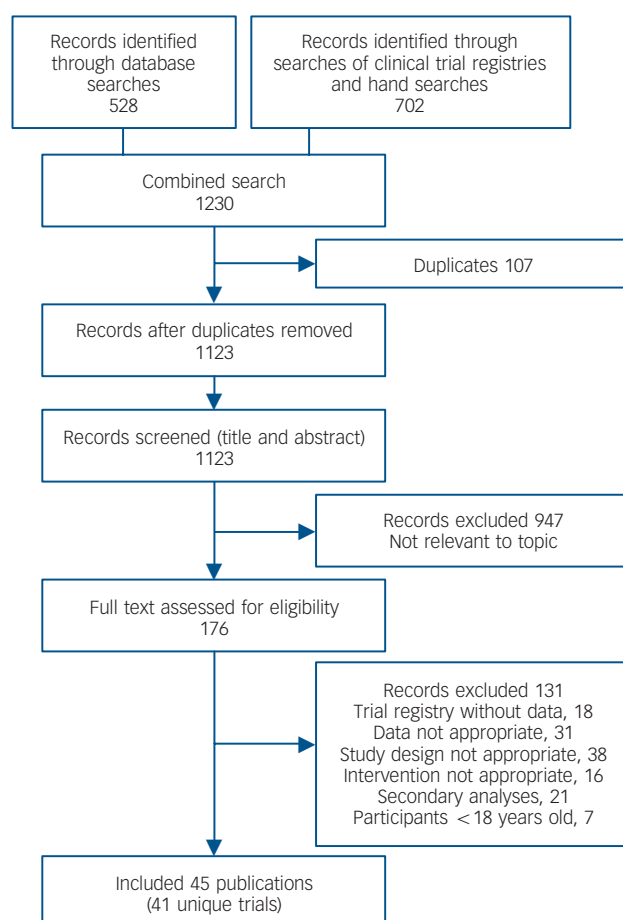 Records identified
through database
searches
528
Records identified through
searches of clinical trial registries
and hand searches
702
Combined search
1230
Duplicates 107
Records after duplicates removed
1123
Records screened (title and abstract)
1123
Records excluded 947
Not relevant to topic
Full text assessed for eligibility
176
Records excluded 131
Trial registry without data, 18
Data not appropriate, 31
Study design not appropriate, 38
Intervention not appropriate, 16
Secondary analyses, 21
Participants <18 years old, 7
Included 45 publications
(41 unique trials)